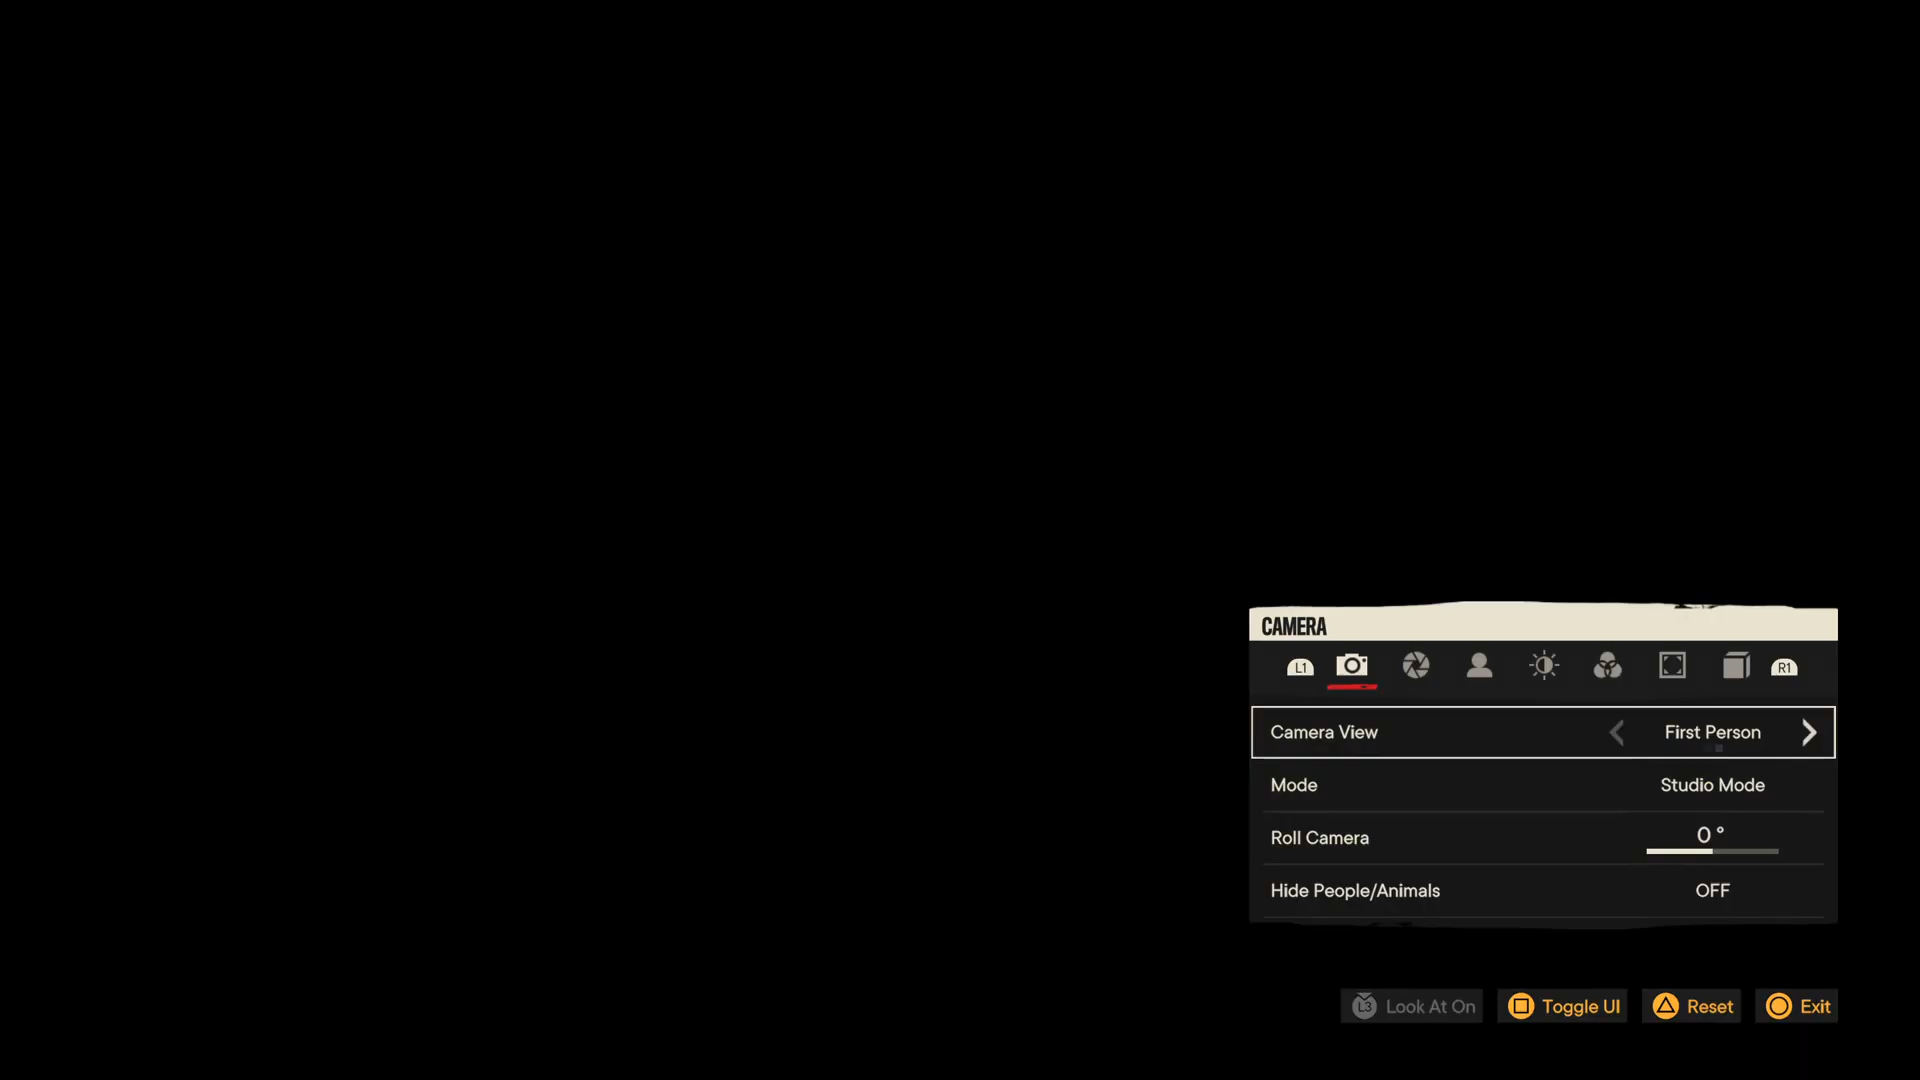 CAMERA
L1 R1
Camera View First Person
Mode Studio Mode
Roll Camera 0 °
Hide People/Animals OFF
L3 Look At On Toggle UI Reset Exit